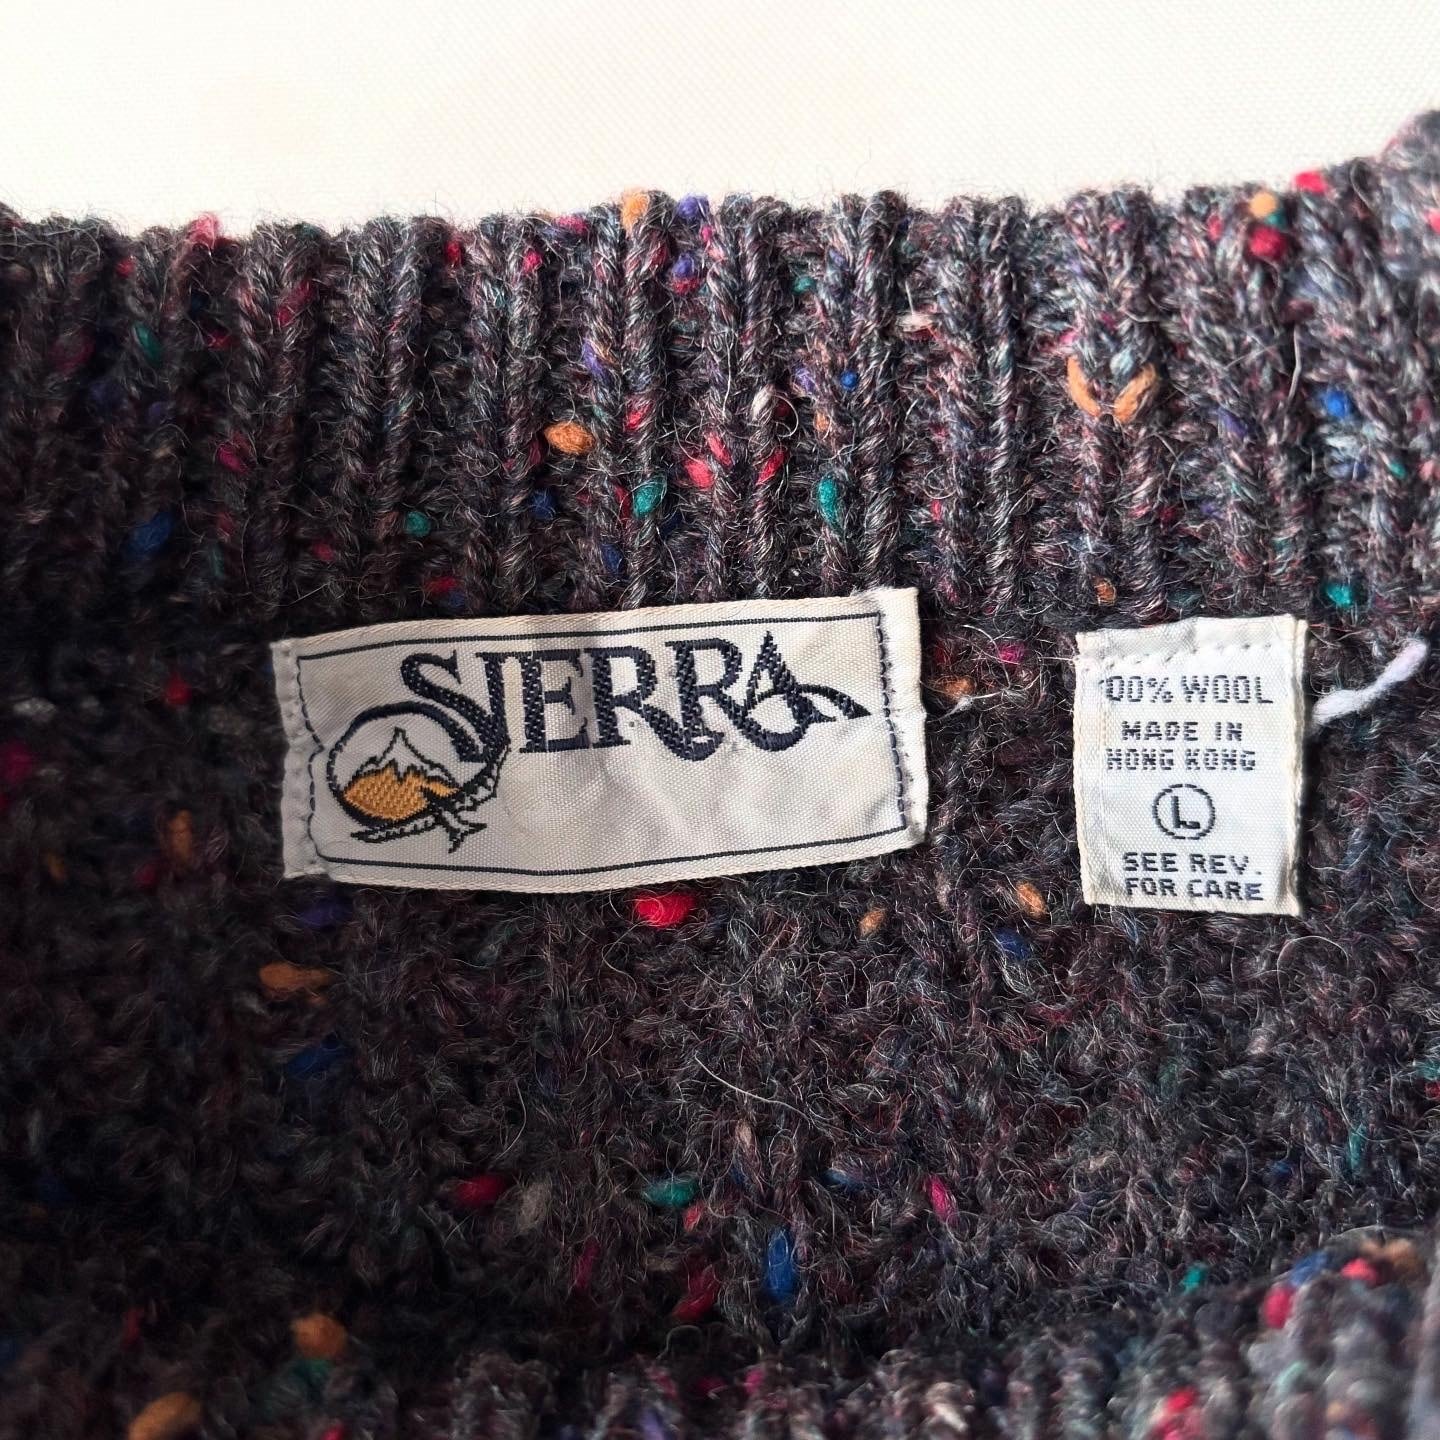 SIERRA
100% WOOL
MADE IN
HONG KONG
L
SEE REV.
FOR CARE